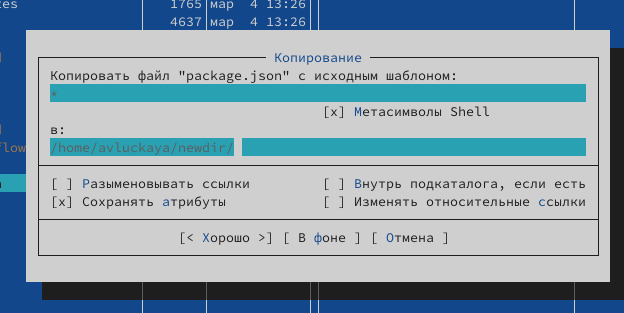 tes 1765 мар 4 13:26
4637 мар 4 13:26
Копирование
Копировать файл "package.json" с исходным шаблоном:
*
[x] Метасимволы Shell
в:
/home/avluckaya/newdir/
flow
[ ] Разыменовывать ссылки [ ] Внутрь подкаталога, если есть
[x] Сохранять атрибуты [ ] Изменять относительные ссылки
[< Хорошо >] [ В фоне ] [ Отмена ]